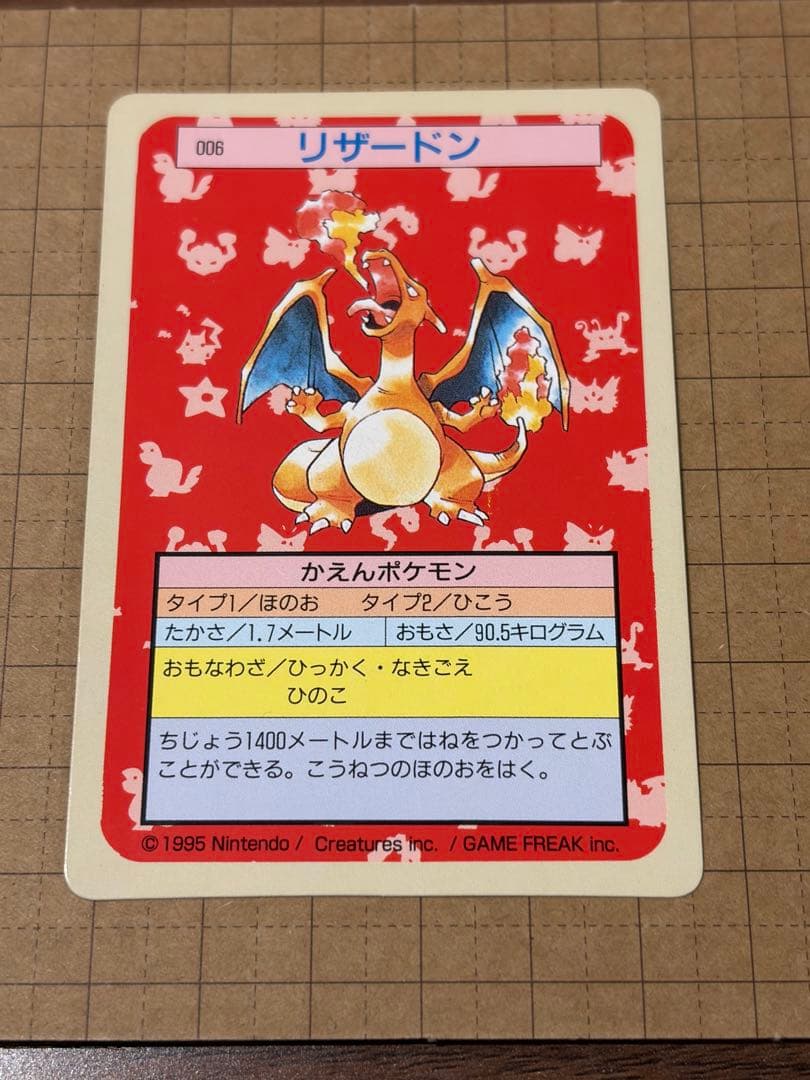 006 リザードン
かえんポケモン
タイプ1/ほのお タイプ2/ひこう
たかさ/1.7メートル おもさ/90.5キログラム
おもなわざ/ひっかく・なきごえ
ひのこ
ちじょう1400メートルまではねをつかってとぶ
ことができる。こうねつのほのおをはく。
©1995 Nintendo / Creatures inc. / GAME FREAK inc.